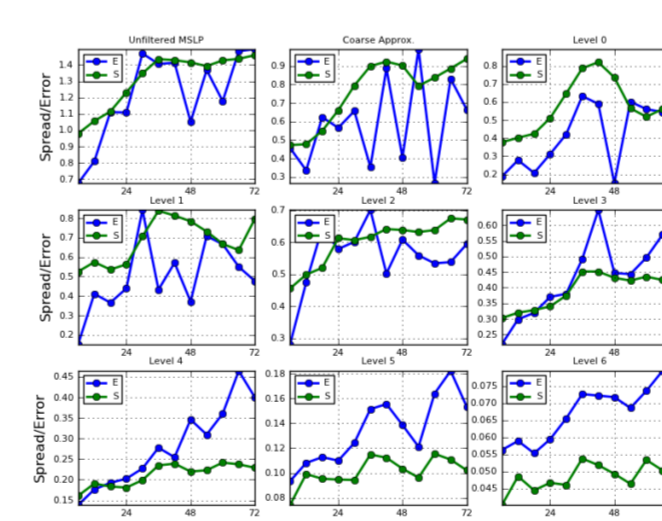 Unfiltered MSLP
Coarse Approx.
Level 0
Spread/Error
1.4
1.3
1.2
1.1
1.0
0.9
0.8
0.7
E
S
24
48
72
0.9
0.8
0.7
0.6
0.5
0.4
0.3
E
S
24
48
72
0.8
0.7
0.6
0.5
0.4
0.3
0.2
E
S
24
48
Level 1
Level 2
Level 3
Spread/Error
0.8
0.7
0.6
0.5
0.4
0.3
0.2
E
S
24
48
72
0.7
0.6
0.5
0.4
0.3
E
S
24
48
72
0.60
0.55
0.50
0.45
0.40
0.35
0.30
0.25
E
S
24
48
Level 4
Level 5
Level 6
Spread/Error
0.45
0.40
0.35
0.30
0.25
0.20
0.15
E
S
24
48
72
0.18
0.16
0.14
0.12
0.10
0.08
E
S
24
48
72
0.075
0.070
0.065
0.060
0.055
0.050
0.045
E
S
24
48